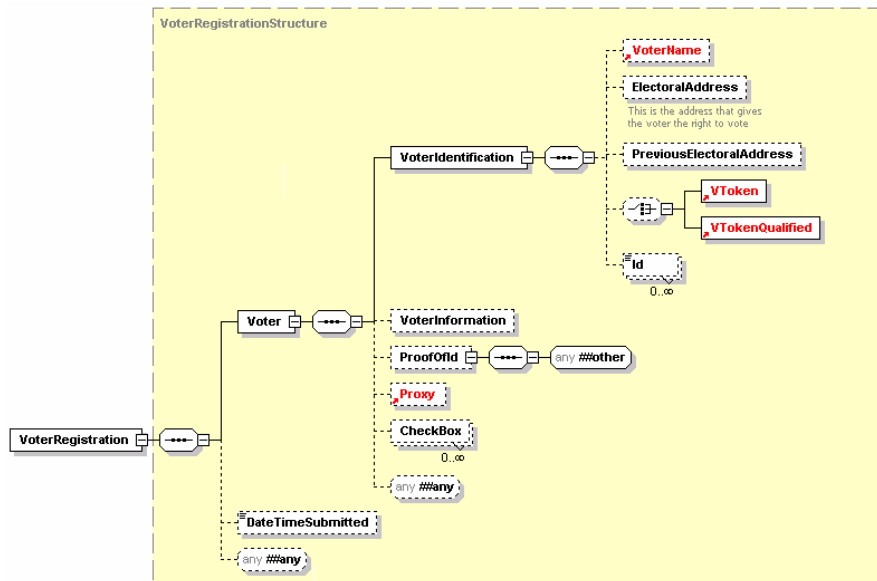 VoterRegistrationStructure
VoterName
ElectoralAddress
This is the address that gives
the voter the right to vote
VoterIdentification
PreviousElectoralAddress
VToken
VTokenQualified
Id
0..∞
Voter
VoterInformation
ProofOfId
any ##other
Proxy
VoterRegistration
CheckBox
0..∞
any ##any
DateTimeSubmitted
any ##any